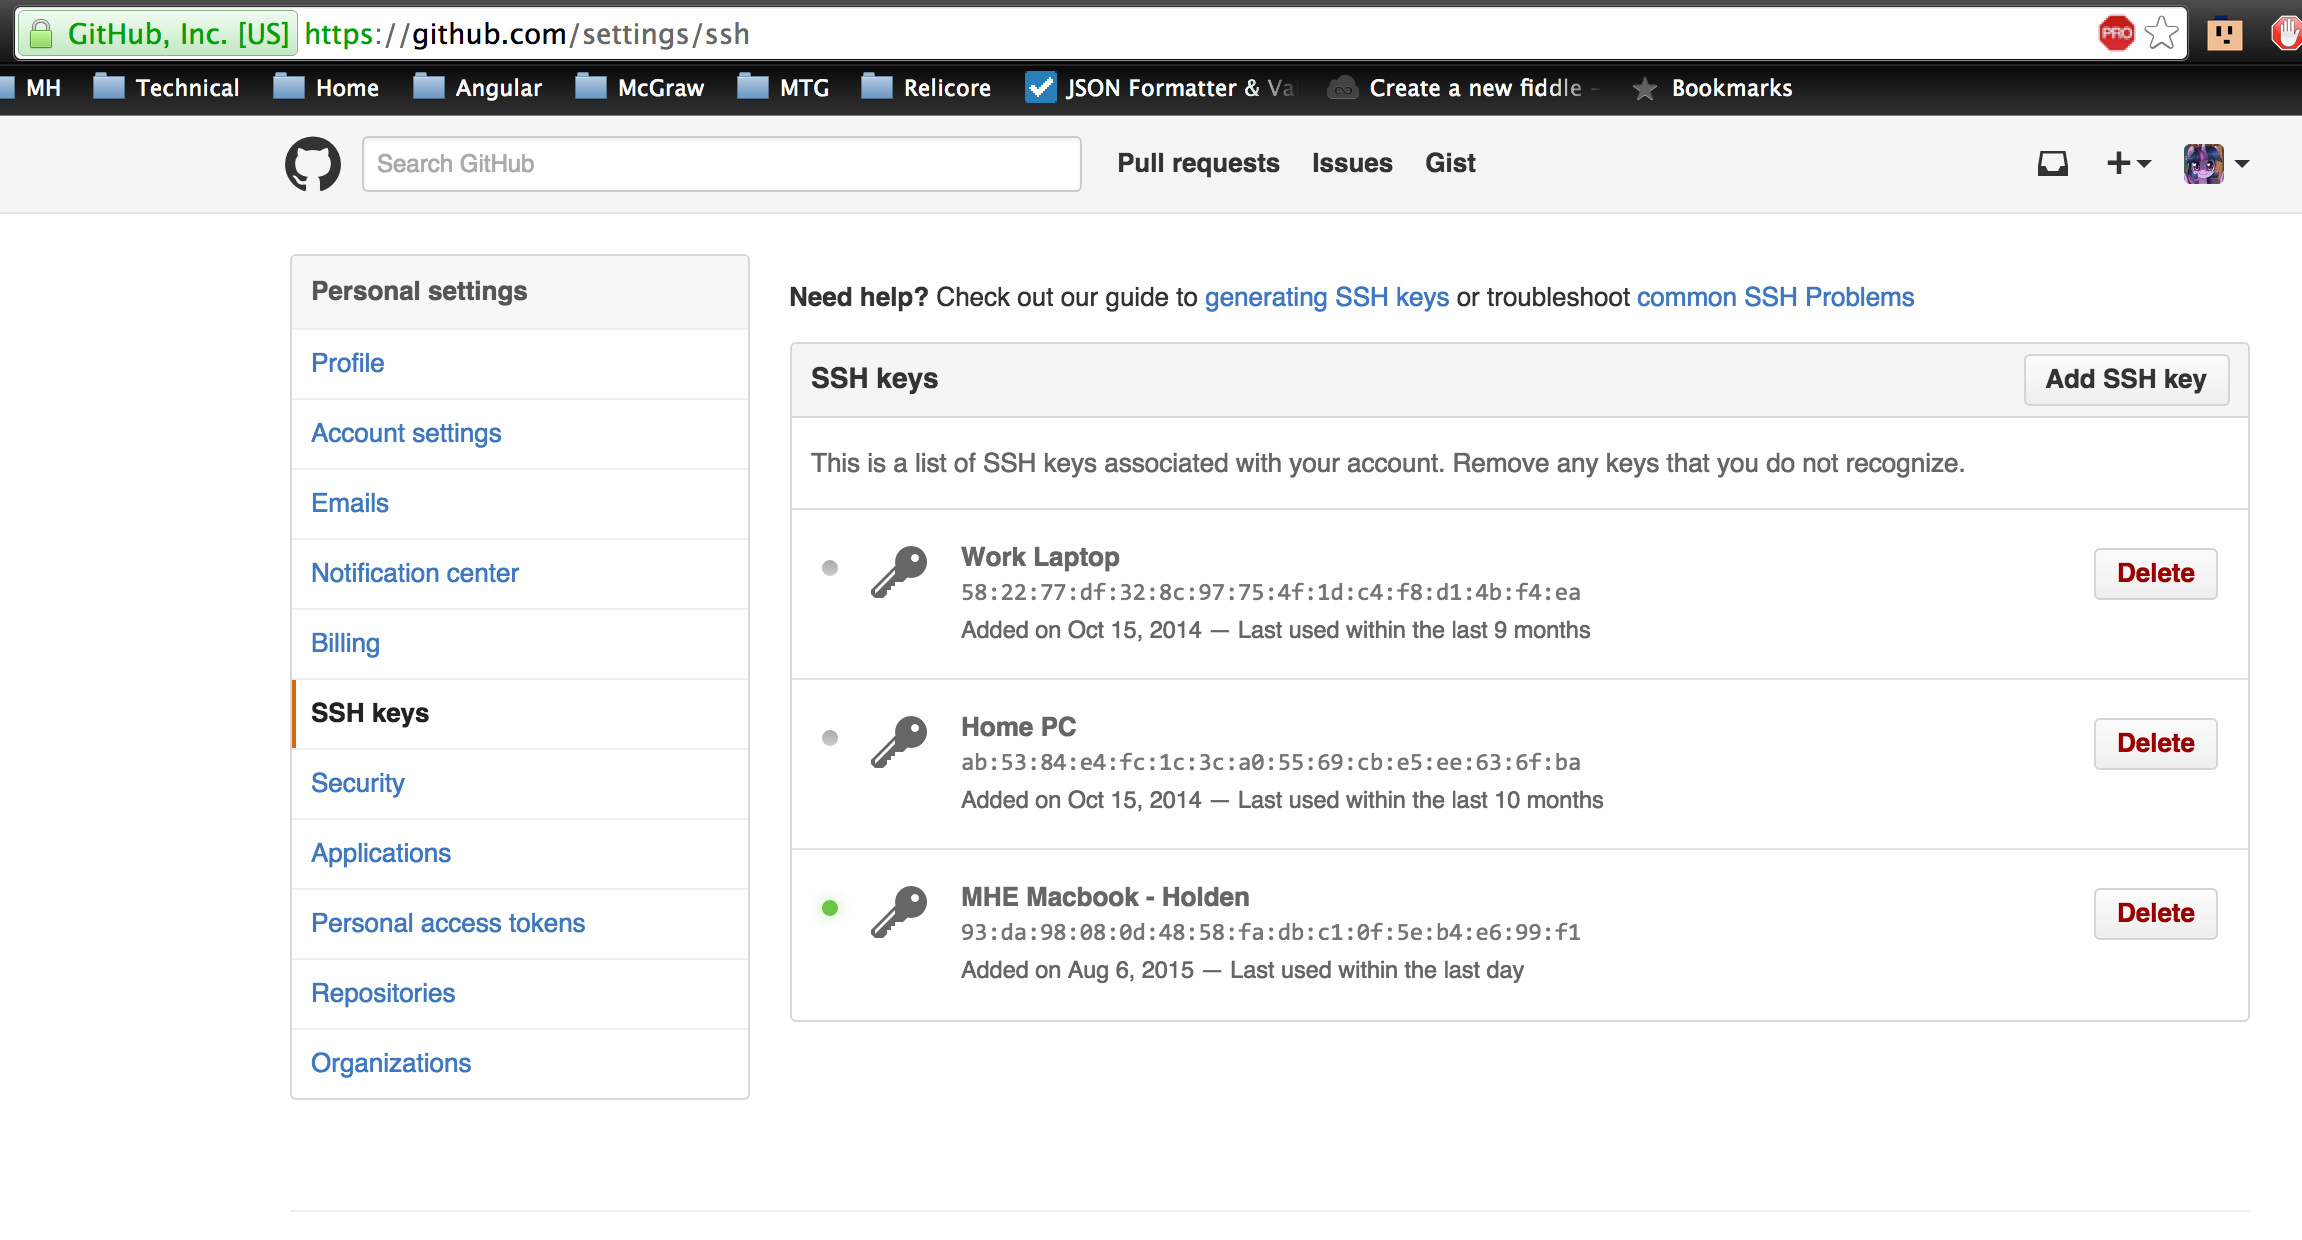 GitHub, Inc. [US] https://github.com/settings/ssh PRO
MH Technical Home Angular McGraw MTG Relicore JSON Formatter & Va Create a new fiddle - Bookmarks
Search GitHub Pull requests Issues Gist
Personal settings
Profile
Account settings
Emails
Notification center
Billing
SSH keys
Security
Applications
Personal access tokens
Repositories
Organizations
Need help? Check out our guide to generating SSH keys or troubleshoot common SSH Problems
SSH keys Add SSH key
This is a list of SSH keys associated with your account. Remove any keys that you do not recognize.
Work Laptop
58:22:77:df:32:8c:97:75:4f:1d:c4:f8:d1:4b:f4:ea
Added on Oct 15, 2014 — Last used within the last 9 months
Delete
Home PC
ab:53:84:e4:fc:1c:3c:a0:55:69:cb:e5:ee:63:6f:ba
Added on Oct 15, 2014 — Last used within the last 10 months
Delete
MHE Macbook - Holden
93:da:98:08:0d:48:58:fa:db:c1:0f:5e:b4:e6:99:f1
Added on Aug 6, 2015 — Last used within the last day
Delete